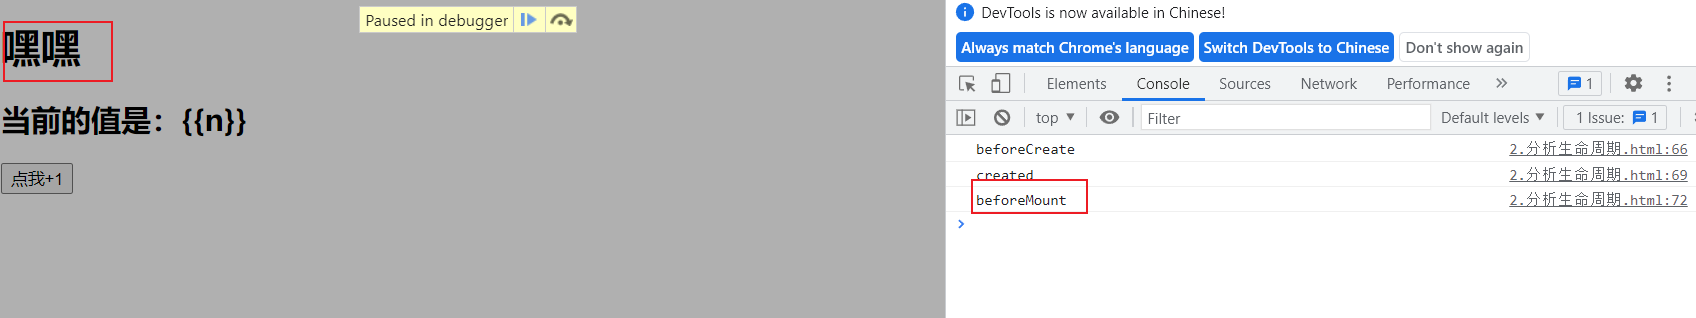 Paused in debugger
嘿嘿
当前的值是：{{n}}
点我+1
DevTools is now available in Chinese!
Always match Chrome's language
Switch DevTools to Chinese
Don't show again
Elements
Console
Sources
Network
Performance
1
top
Filter
Default levels
1 Issue:
1
beforeCreate
2.分析生命周期.html:66
created
2.分析生命周期.html:69
beforeMount
2.分析生命周期.html:72